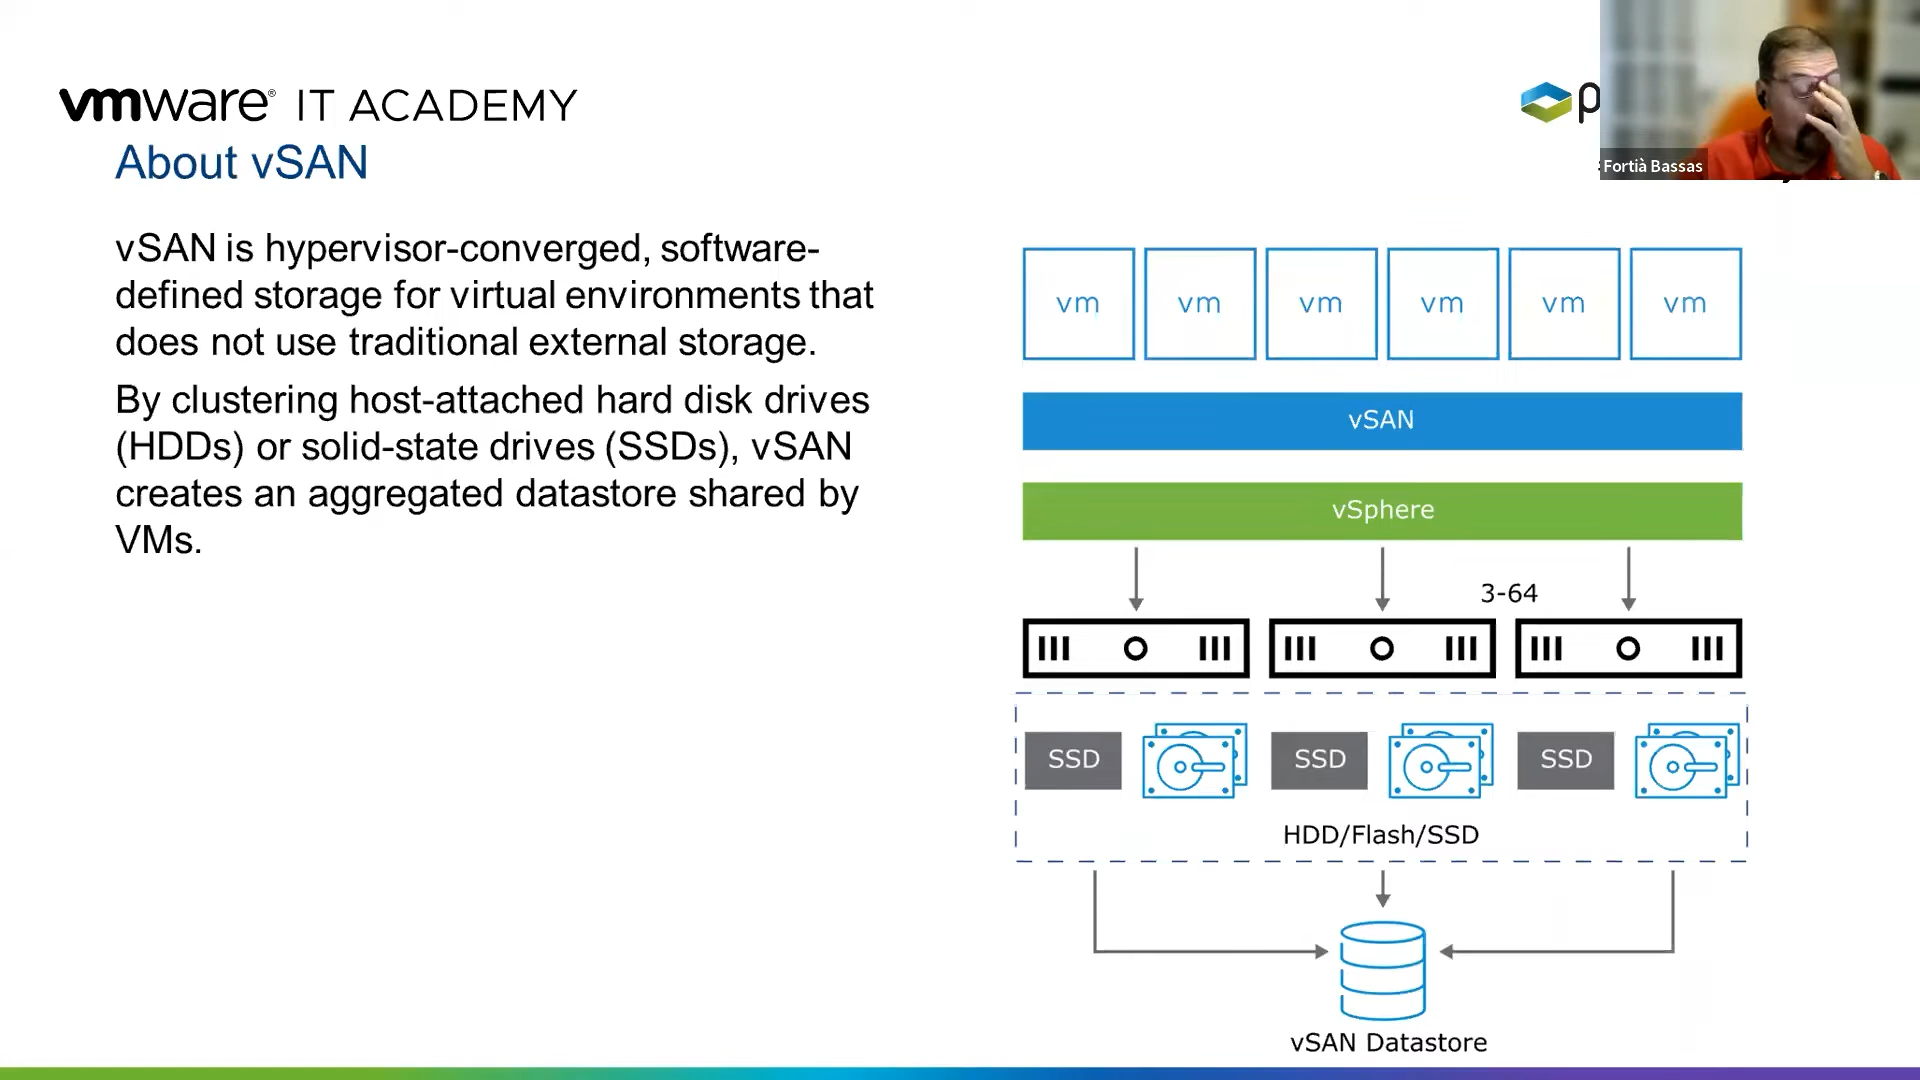 vmware® IT ACADEMY
About vSAN
Fortià Bassas
vSAN is hypervisor-converged, software-
defined storage for virtual environments that
does not use traditional external storage.
By clustering host-attached hard disk drives
(HDDs) or solid-state drives (SSDs), vSAN
creates an aggregated datastore shared by
VMs.
vm vm vm vm vm vm
vSAN
vSphere
3-64
SSD SSD SSD
HDD/Flash/SSD
vSAN Datastore